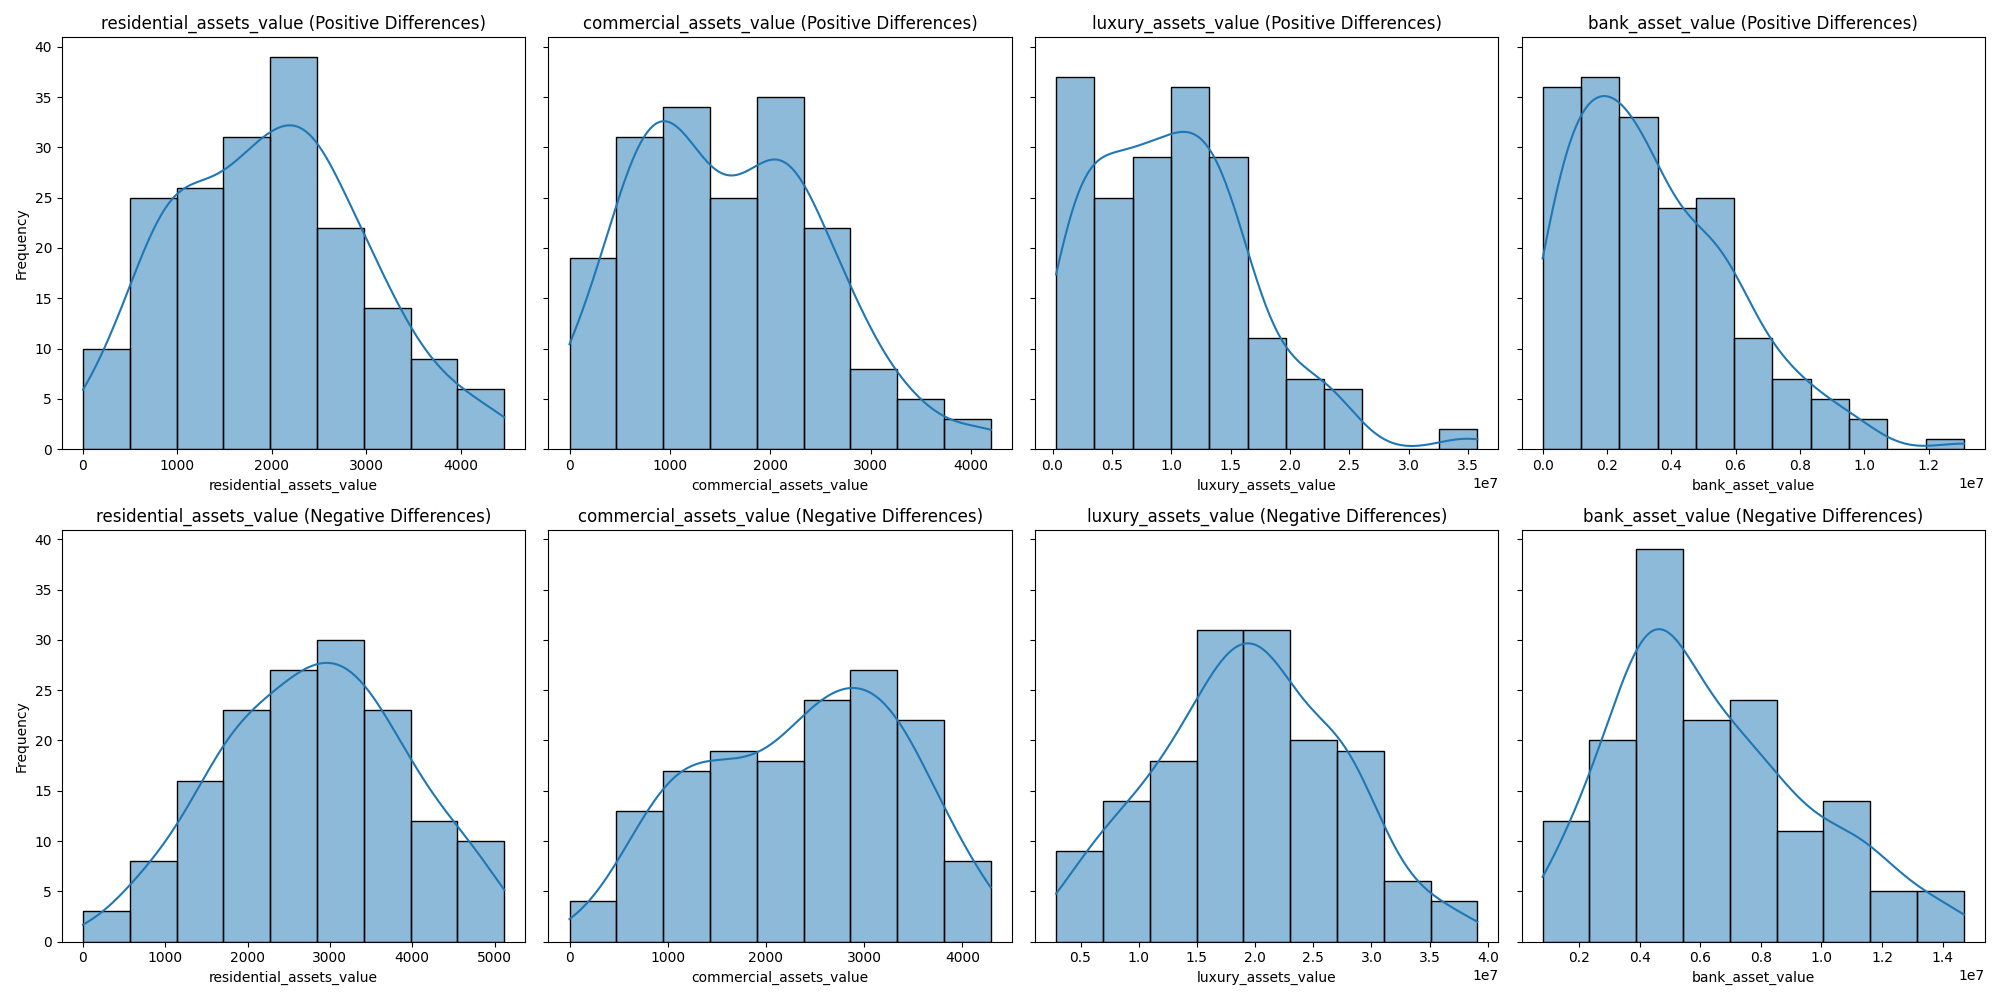 residential_assets_value (Positive Differences)
commercial_assets_value (Positive Differences)
luxury_assets_value (Positive Differences)
bank_asset_value (Positive Differences)
40
35
30
25
20
15
10
5
0
Frequency
0 1000 2000 3000 4000
0 1000 2000 3000 4000
0.0 0.5 1.0 1.5 2.0 2.5 3.0 3.5
1e7
0.0 0.2 0.4 0.6 0.8 1.0 1.2
1e7
residential_assets_value
commercial_assets_value
luxury_assets_value
bank_asset_value
residential_assets_value (Negative Differences)
commercial_assets_value (Negative Differences)
luxury_assets_value (Negative Differences)
bank_asset_value (Negative Differences)
40
35
30
25
20
15
10
5
0
Frequency
0 1000 2000 3000 4000 5000
0 1000 2000 3000 4000
0.5 1.0 1.5 2.0 2.5 3.0 3.5 4.0
1e7
0.2 0.4 0.6 0.8 1.0 1.2 1.4
1e7
residential_assets_value
commercial_assets_value
luxury_assets_value
bank_asset_value